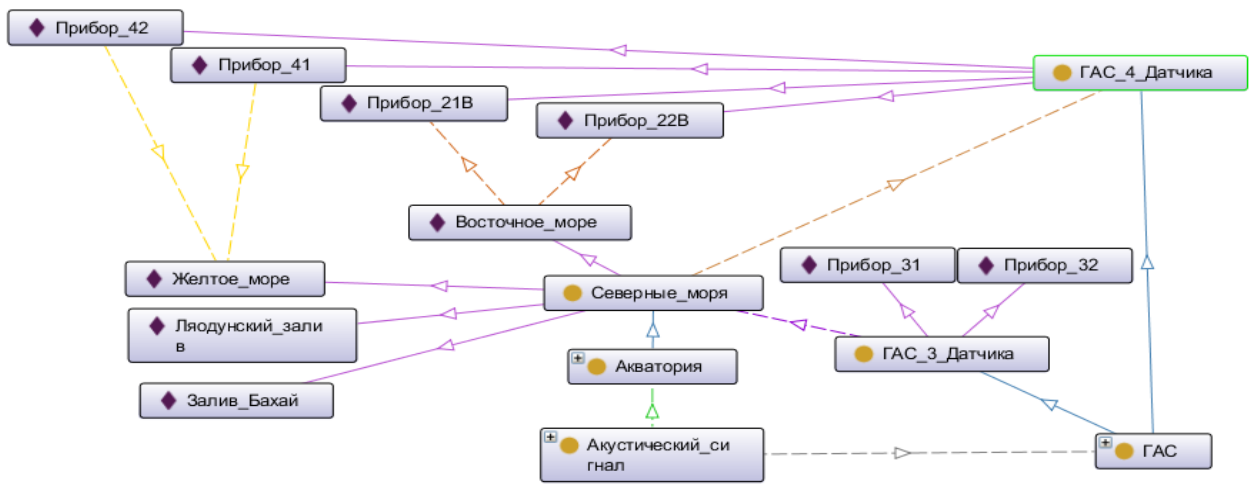 Прибор_42
Прибор_41
ГАС_4_Датчика
Прибор_21В
Прибор_22В
Восточное_море
Прибор_31
Прибор_32
Желтое_море
Северные_моря
Ляодунский_зали
в
ГАС_3_Датчика
Акватория
Залив_Бахай
Акустический_си
гнал
ГАС